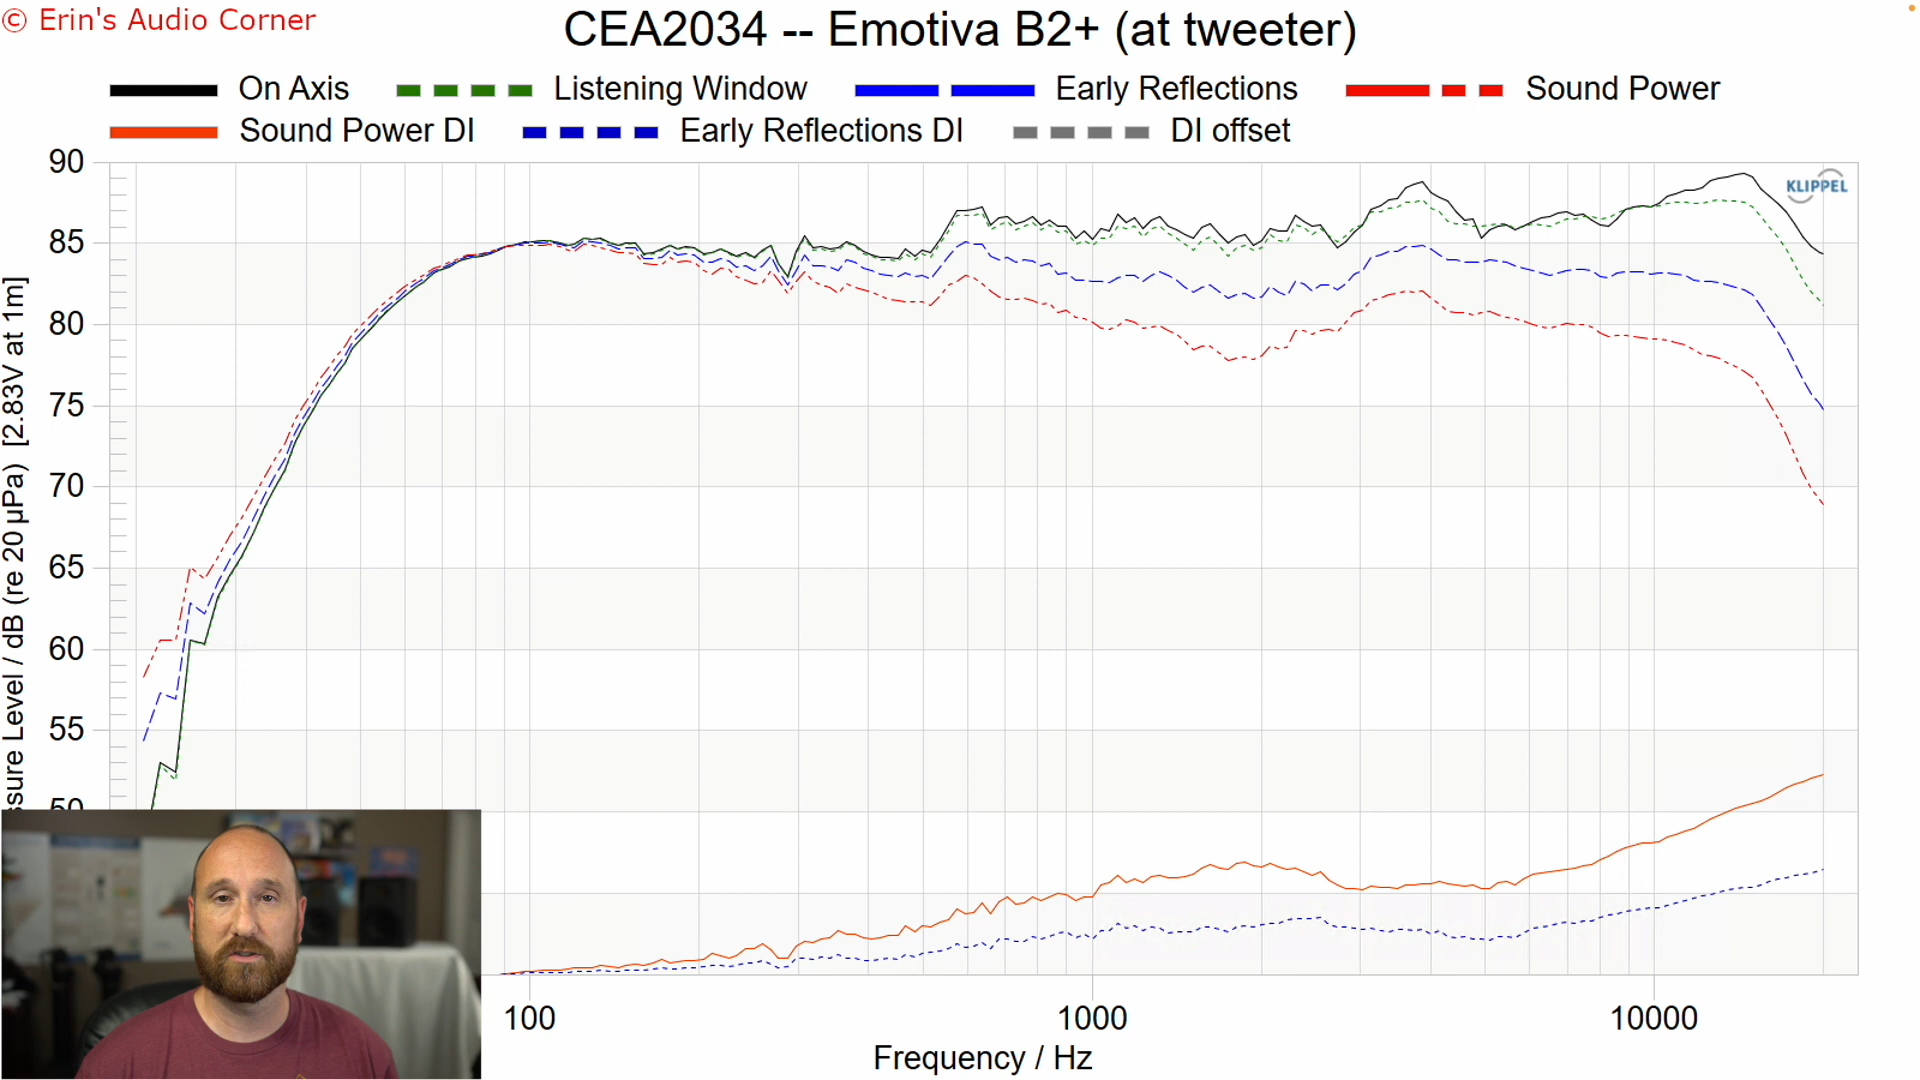 © Erin's Audio Corner
CEA2034 -- Emotiva B2+ (at tweeter)
On Axis Listening Window Early Reflections Sound Power
Sound Power DI Early Reflections DI DI offset
KLIPPEL
90
85
80
75
70
65
60
55
50
ssure Level / dB (re 20 µPa) [2.83V at 1m]
100 1000 10000
Frequency / Hz